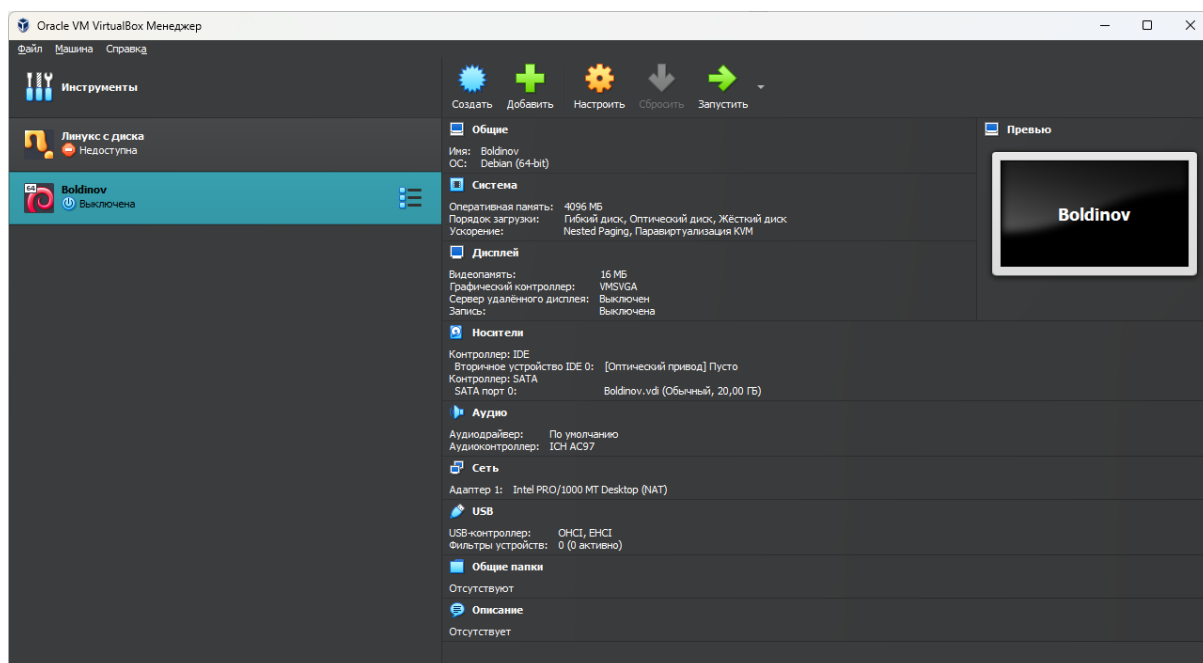 Oracle VM VirtualBox Менеджер
Файл Машина Справка
Инструменты
Создать Добавить Настроить Сбросить Запустить
Линукс с диска
Недоступна
64
Boldinov
Выключена
Общие
Имя: Boldinov
ОС: Debian (64-bit)
Система
Оперативная память: 4096 МБ
Порядок загрузки: Гибкий диск, Оптический диск, Жёсткий диск
Ускорение: Nested Paging, Паравиртуализация KVM
Дисплей
Видеопамять: 16 МБ
Графический контроллер: VMSVGA
Сервер удалённого дисплея: Выключен
Запись: Выключена
Носители
Контроллер: IDE
Вторичное устройство IDE 0: [Оптический привод] Пусто
Контроллер: SATA
SATA порт 0: Boldinov.vdi (Обычный, 20,00 ГБ)
Аудио
Аудиодрайвер: По умолчанию
Аудиоконтроллер: ICH AC97
Сеть
Адаптер 1: Intel PRO/1000 MT Desktop (NAT)
USB
USB-контроллер: OHCI, EHCI
Фильтры устройств: 0 (0 активно)
Общие папки
Отсутствуют
Описание
Отсутствует
Превью
Boldinov